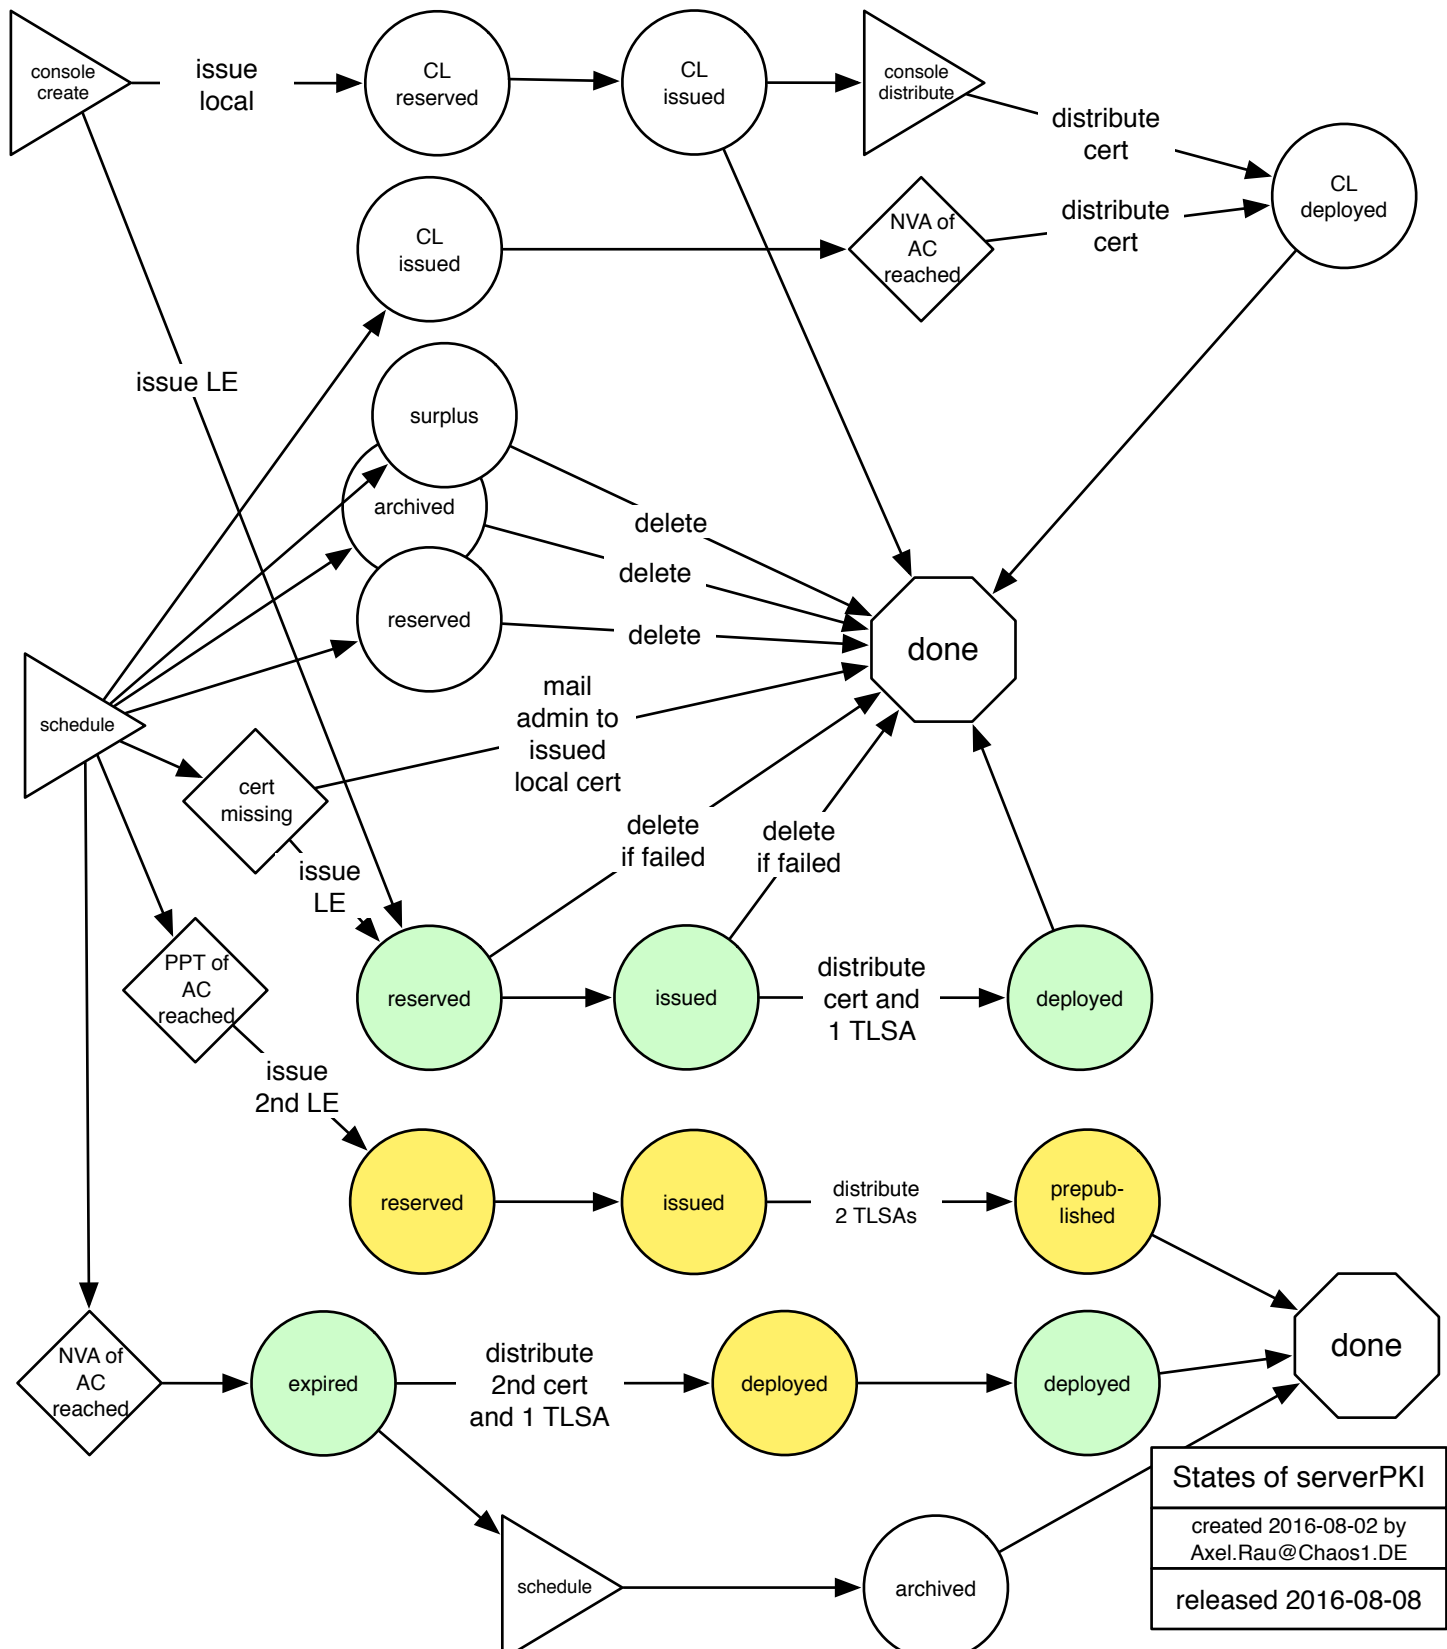 console
create
issue
local
CL
reserved
CL
issued
console
distribute
distribute
cert
CL
deployed
CL
issued
NVA of
AC
reached
distribute
cert
issue LE
surplus
archived
reserved
delete
delete
delete
done
schedule
mail
admin to
issued
local cert
cert
missing
issue
LE
delete
if failed
delete
if failed
PPT of
AC
reached
reserved
issued
distribute
cert and
1 TLSA
deployed
issue
2nd LE
reserved
issued
distribute
2 TLSAs
prepub-
lished
NVA of
AC
reached
expired
distribute
2nd cert
and 1 TLSA
deployed
deployed
done
schedule
archived
States of serverPKI
created 2016-08-02 by
Axel.Rau@Chaos1.DE
released 2016-08-08